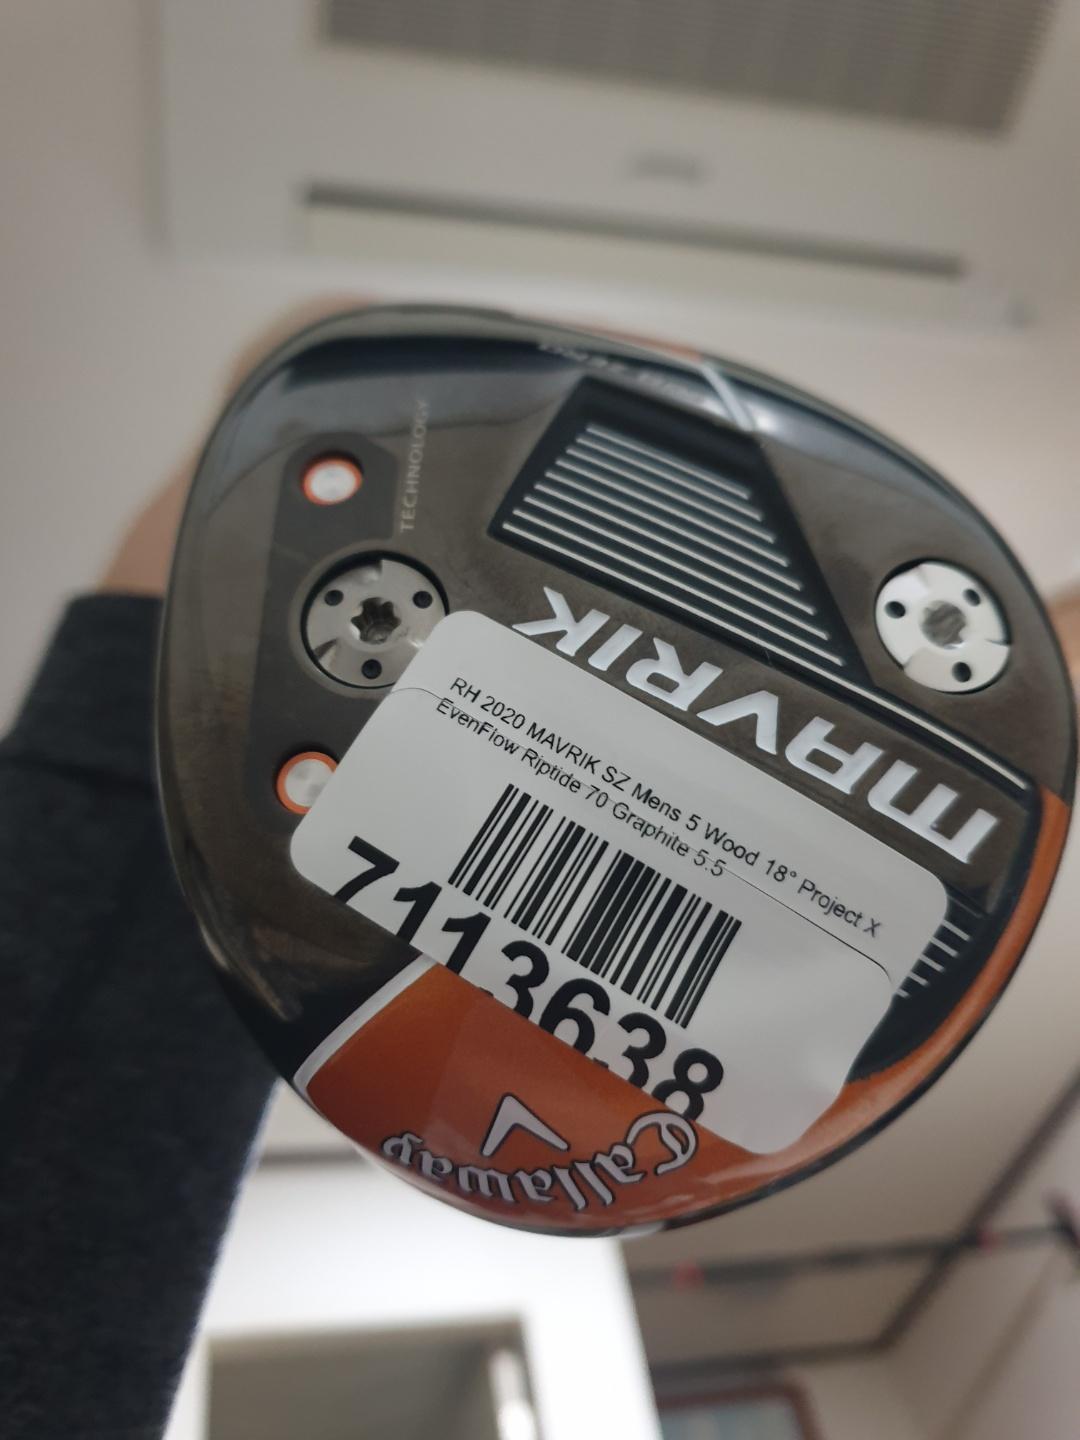 TECHNOLOGY
MAVRIK
RH 2020 MAVRIK SZ Mens 5 Wood 18° Project X
EvenFlow Riptide 70 Graphite 5.5
7113638
Callaway